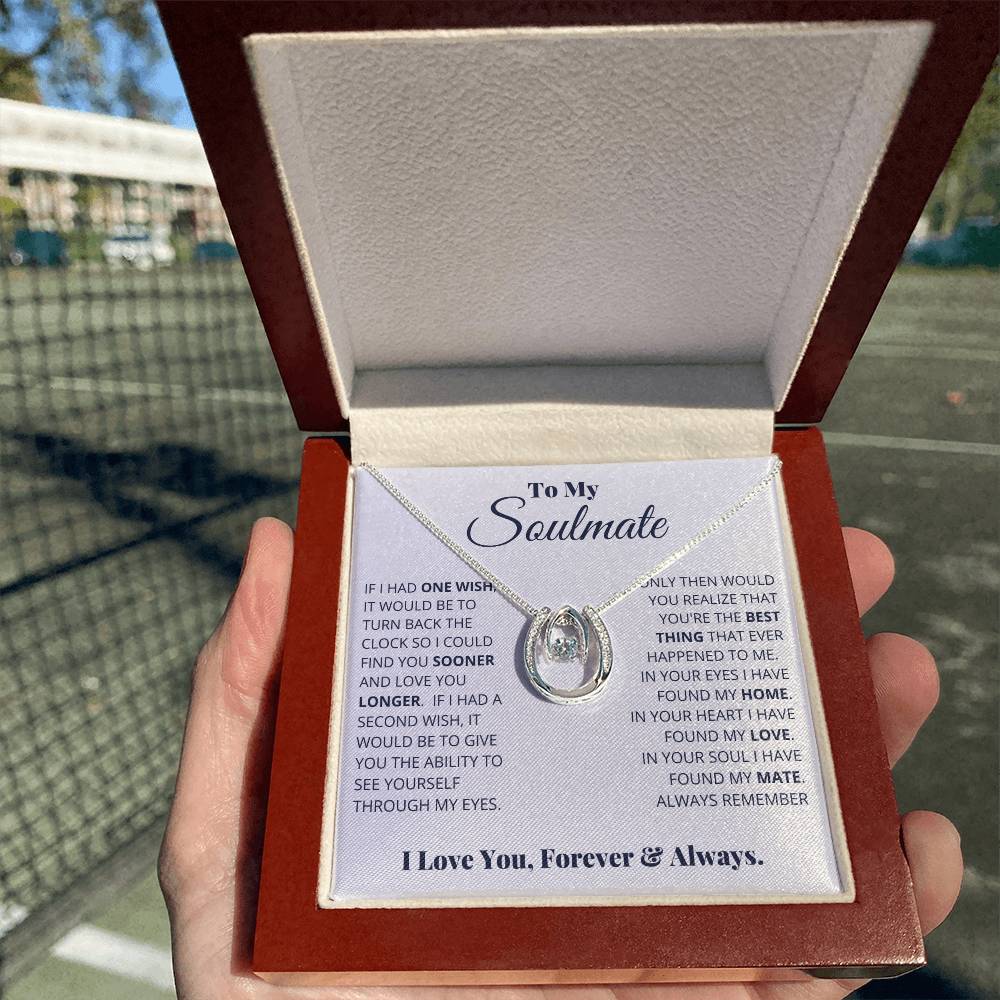 To My
Soulmate
IF I HAD ONE WISH,
IT WOULD BE TO
TURN BACK THE
CLOCK SO I COULD
FIND YOU SOONER
AND LOVE YOU
LONGER. IF I HAD A
SECOND WISH, IT
WOULD BE TO GIVE
YOU THE ABILITY TO
SEE YOURSELF
THROUGH MY EYES.
ONLY THEN WOULD
YOU REALIZE THAT
YOU'RE THE BEST
THING THAT EVER
HAPPENED TO ME.
IN YOUR EYES I HAVE
FOUND MY HOME.
IN YOUR HEART I HAVE
FOUND MY LOVE.
IN YOUR SOUL I HAVE
FOUND MY MATE.
ALWAYS REMEMBER
I Love You, Forever & Always.